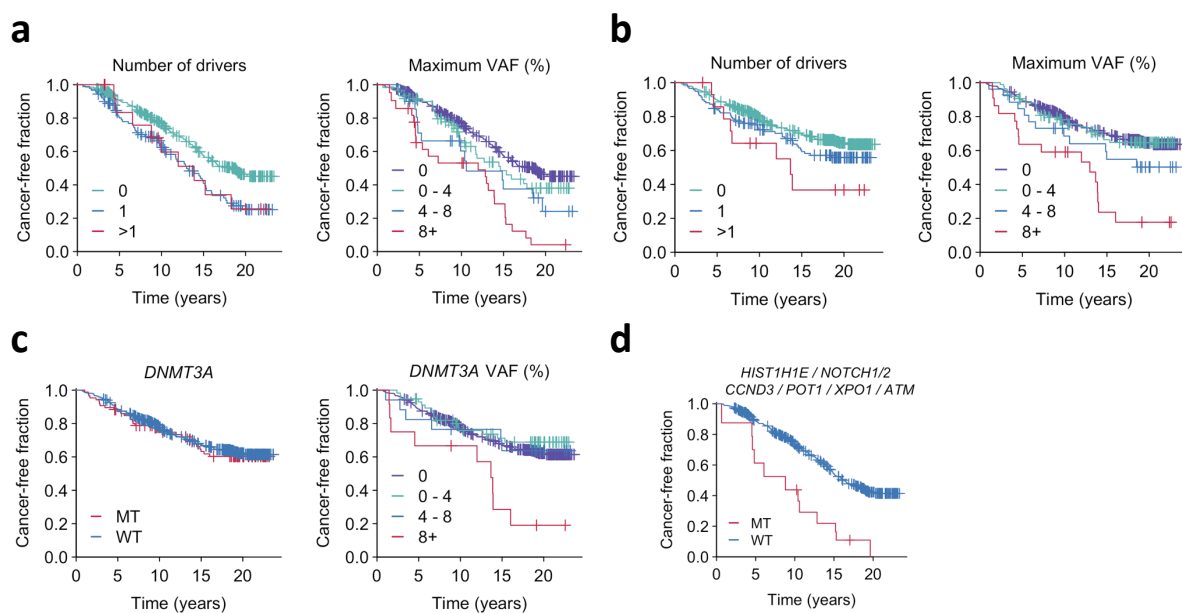 a
Number of drivers
Cancer-free fraction
1.0
0.8
0.6
0.4
0.2
0.0
0
1
>1
0 5 10 15 20
Time (years)
Maximum VAF (%)
Cancer-free fraction
1.0
0.8
0.6
0.4
0.2
0.0
0
0 - 4
4 - 8
8+
0 5 10 15 20
Time (years)
b
Number of drivers
Cancer-free fraction
1.0
0.8
0.6
0.4
0.2
0.0
0
1
>1
0 5 10 15 20
Time (years)
Maximum VAF (%)
Cancer-free fraction
1.0
0.8
0.6
0.4
0.2
0.0
0
0 - 4
4 - 8
8+
0 5 10 15 20
Time (years)
c
DNMT3A
Cancer-free fraction
1.0
0.8
0.6
0.4
0.2
0.0
MT
WT
0 5 10 15 20
Time (years)
DNMT3A VAF (%)
Cancer-free fraction
1.0
0.8
0.6
0.4
0.2
0.0
0
0 - 4
4 - 8
8+
0 5 10 15 20
Time (years)
d
HIST1H1E / NOTCH1/2
CCND3 / POT1 / XPO1 / ATM
Cancer-free fraction
1.0
0.8
0.6
0.4
0.2
0.0
MT
WT
0 5 10 15 20
Time (years)